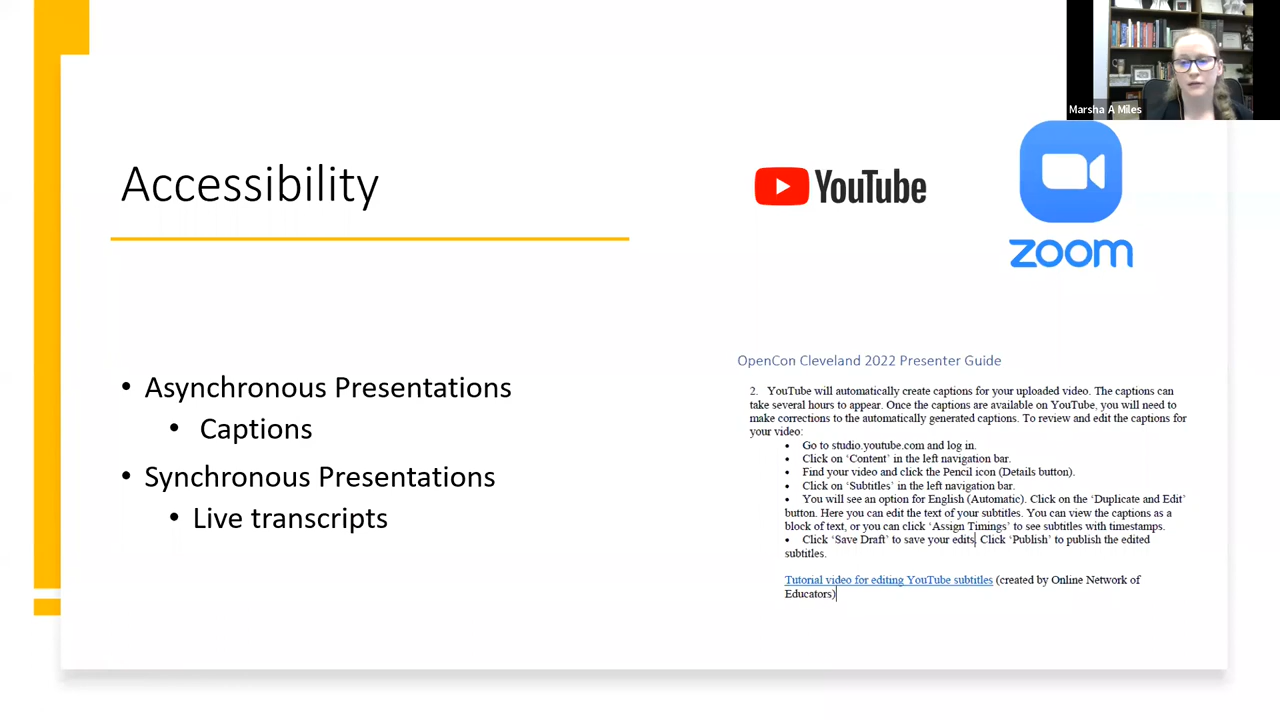 Marsha A Miles
Accessibility
YouTube
zoom
• Asynchronous Presentations
• Captions
• Synchronous Presentations
• Live transcripts
OpenCon Cleveland 2022 Presenter Guide
2. YouTube will automatically create captions for your uploaded video. The captions can
take several hours to appear. Once the captions are available on YouTube, you will need to
make corrections to the automatically generated captions. To review and edit the captions for
your video:
• Go to studio.youtube.com and log in.
• Click on ‘Content’ in the left navigation bar.
• Find your video and click the Pencil icon (Details button).
• Click on ‘Subtitles’ in the left navigation bar.
• You will see an option for English (Automatic). Click on the ‘Duplicate and Edit’
button. Here you can edit the text of your subtitles. You can view the captions as a
block of text, or you can click ‘Assign Timings’ to see subtitles with timestamps.
• Click ‘Save Draft’ to save your edits. Click ‘Publish’ to publish the edited
subtitles.
Tutorial video for editing YouTube subtitles (created by Online Network of
Educators)